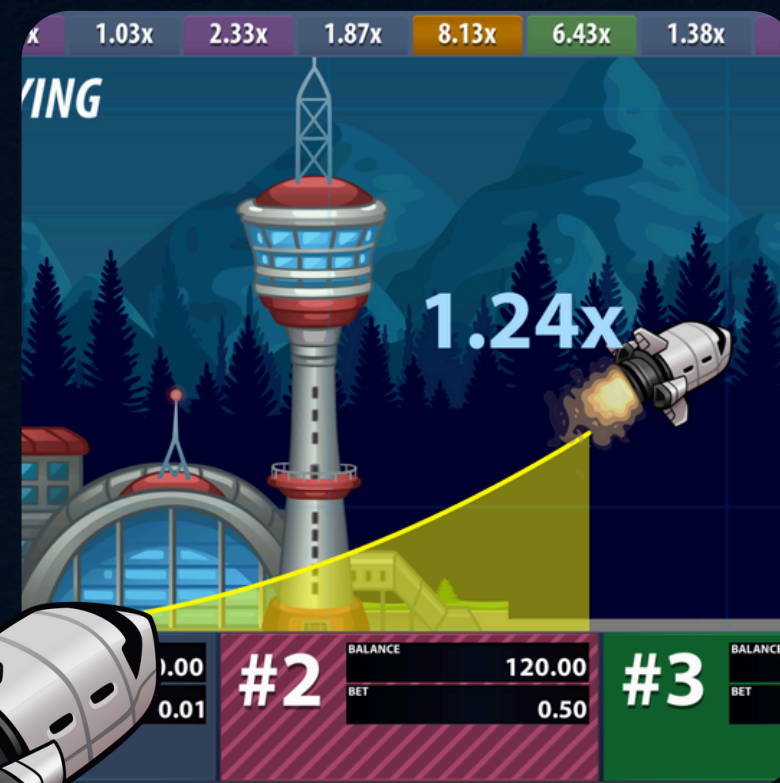 x 1.03x 2.33x 1.87x 8.13x 6.43x 1.38x
YING
1.24x
.00
0.01
#2
BALANCE
120.00
BET
0.50
#3
BALANCE
BET